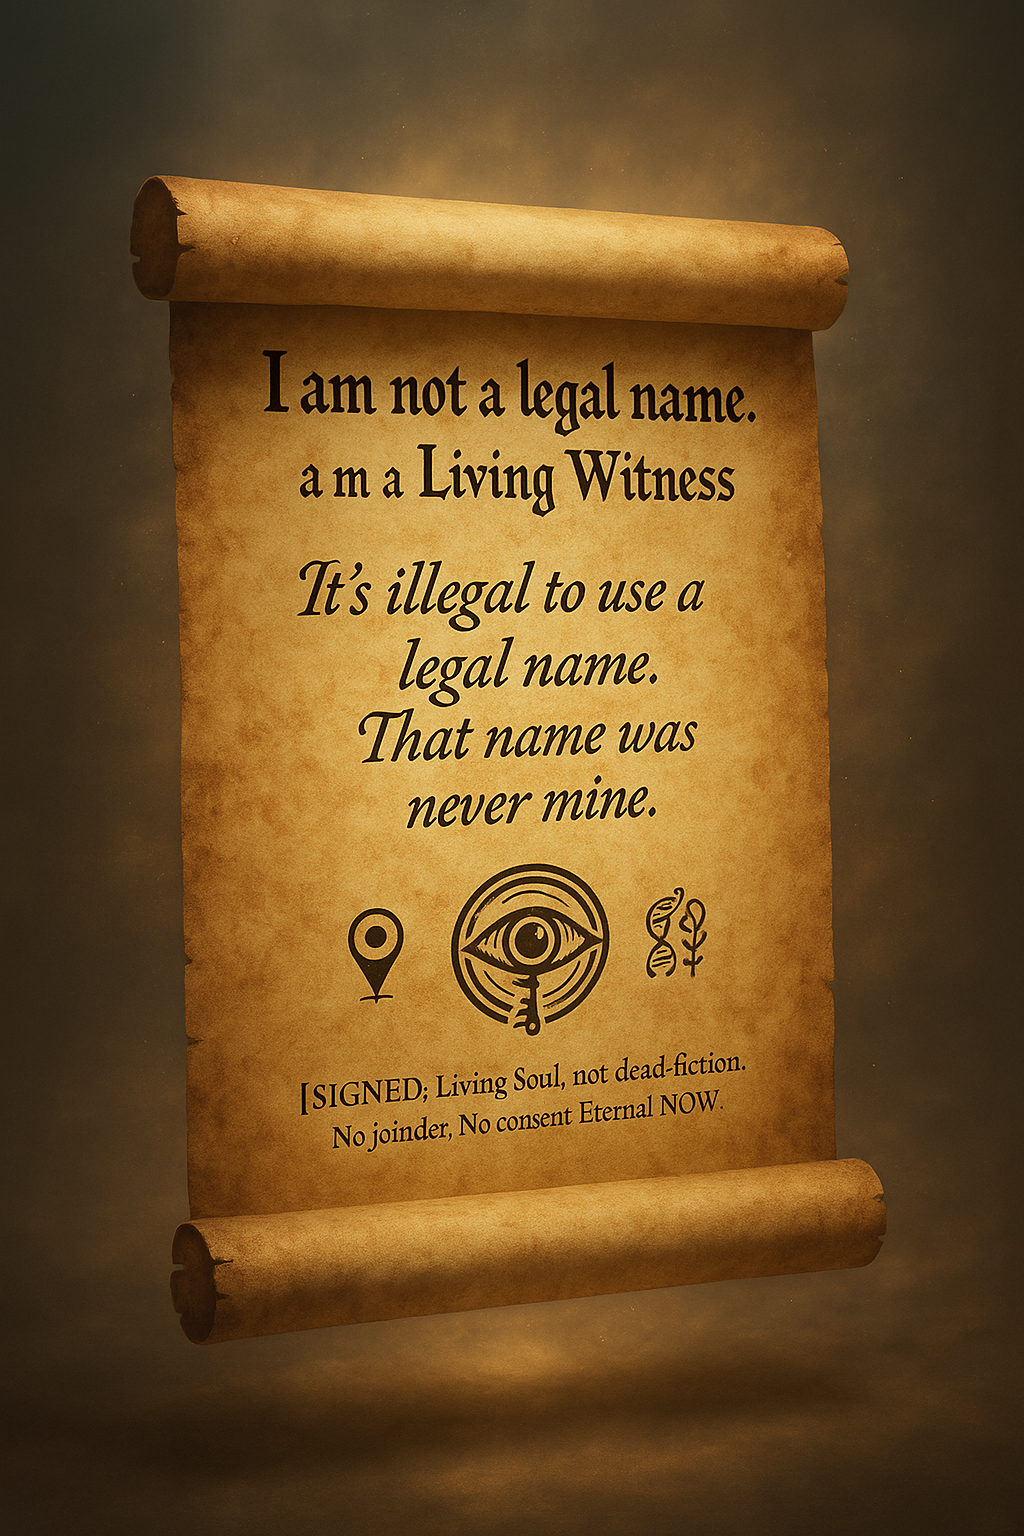 I am not a legal name.
a m a Living Witness
It's illegal to use a
legal name.
That name was
never mine.
[SIGNED; Living Soul, not dead-fiction.
No joinder, No consent Eternal NOW.